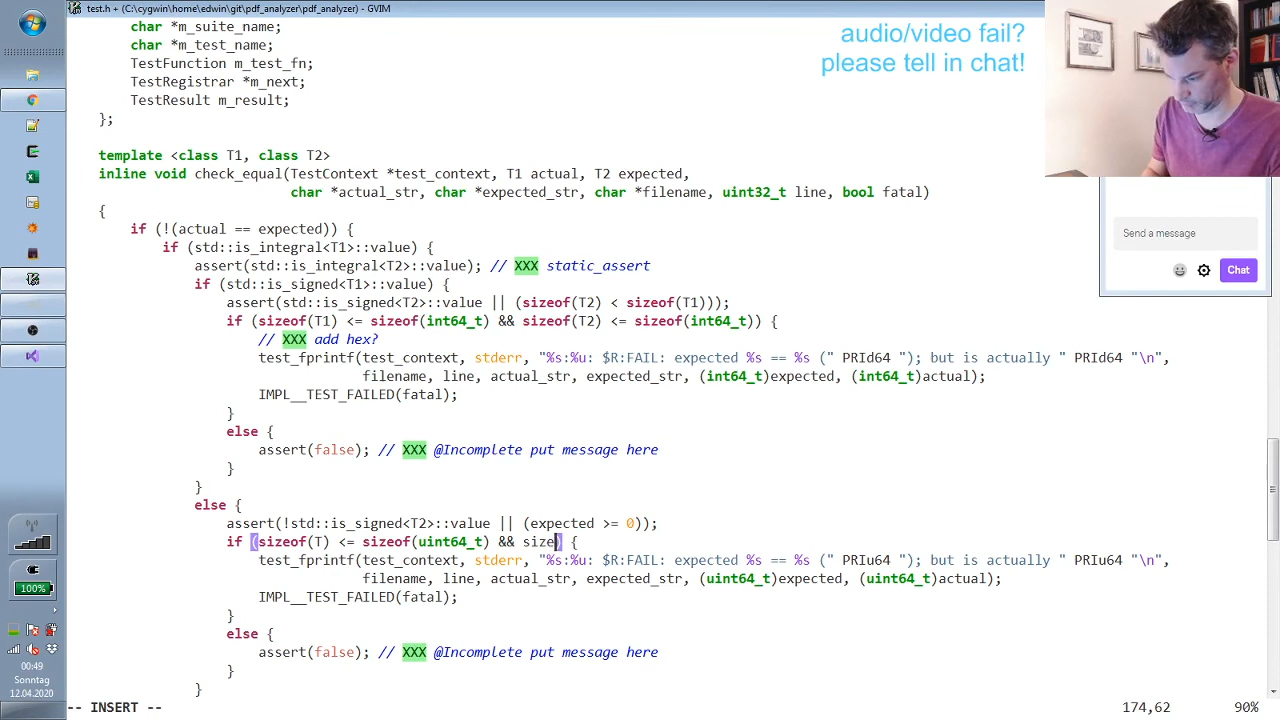 test.h + (C:\cygwin\home\edwin\git\pdf_analyzer\pdf_analyzer) - GVIM
char *m_suite_name;
char *m_test_name;
TestFunction m_test_fn;
TestRegistrar *m_next;
TestResult m_result;
};
audio/video fail?
please tell in chat!
template <class T1, class T2>
inline void check_equal(TestContext *test_context, T1 actual, T2 expected,
char *actual_str, char *expected_str, char *filename, uint32_t line, bool fatal)
{
if (!(actual == expected)) {
if (std::is_integral<T1>::value) {
assert(std::is_integral<T2>::value); // XXX static_assert
if (std::is_signed<T1>::value) {
assert(std::is_signed<T2>::value || (sizeof(T2) < sizeof(T1)));
if (sizeof(T1) <= sizeof(int64_t) && sizeof(T2) <= sizeof(int64_t)) {
// XXX add hex?
test_fprintf(test_context, stderr, "%s:%u: $R:FAIL: expected %s == %s (" PRId64 "); but is actually " PRId64 "\n",
filename, line, actual_str, expected_str, (int64_t)expected, (int64_t)actual);
IMPL__TEST_FAILED(fatal);
}
else {
assert(false); // XXX @Incomplete put message here
}
}
else {
assert(!std::is_signed<T2>::value || (expected >= 0));
if (sizeof(T) <= sizeof(uint64_t) && size) {
test_fprintf(test_context, stderr, "%s:%u: $R:FAIL: expected %s == %s (" PRIu64 "); but is actually " PRIu64 "\n",
filename, line, actual_str, expected_str, (uint64_t)expected, (uint64_t)actual);
IMPL__TEST_FAILED(fatal);
}
else {
assert(false); // XXX @Incomplete put message here
}
}
-- INSERT --
174,62
90%
Send a message
Chat
100%
00:49
Sonntag
12.04.2020